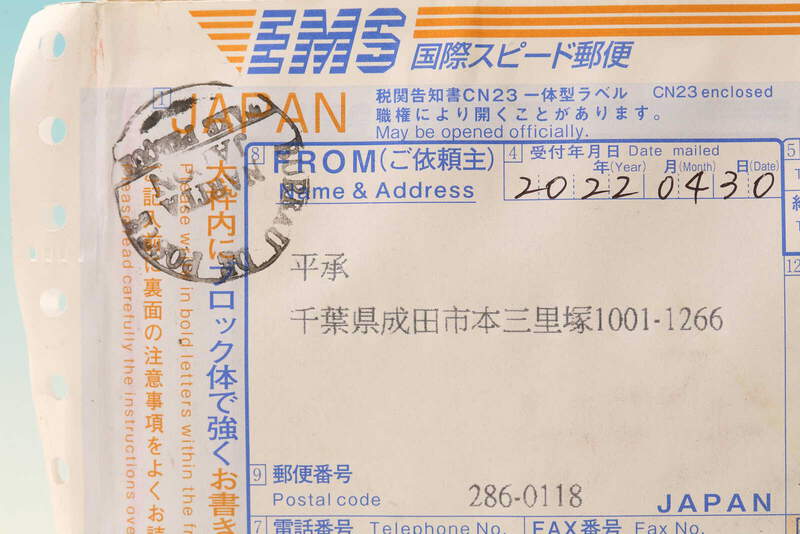 EMS 国際スピード郵便
JAPAN
税関告知書CN23 一体型ラベル CN23 enclosed
職権により開くことがあります。
May be opened officially.
8 FROM(ご依頼主)
Name & Address
4 受付年月日 Date mailed
年(Year) 月(Month) 日(Date)
2022 04 30
5
平承
千葉県成田市本三里塚1001-1266
12
9 郵便番号
Postal code 286-0118 JAPAN
7 電話番号 Telephone No. FAX番号 Fax No.
太枠内にブロック体で強くお書き
in bold letters within the
記入前に裏面の注意事項をよくお読
read carefully the instructions
BUREAU DE POSTE
NARITA
JAPON